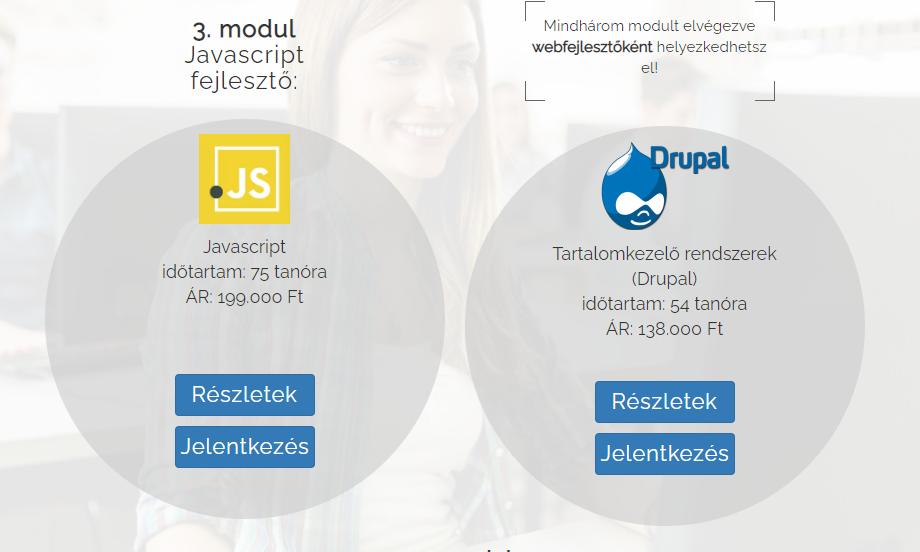 3. modul
Javascript
fejlesztő:
Mindhárom modult elvégezve
webfejlesztőként helyezkedhetsz
el!
.JS
Javascript
időtartam: 75 tanóra
ÁR: 199.000 Ft
Részletek
Jelentkezés
Drupal
Tartalomkezelő rendszerek
(Drupal)
időtartam: 54 tanóra
ÁR: 138.000 Ft
Részletek
Jelentkezés